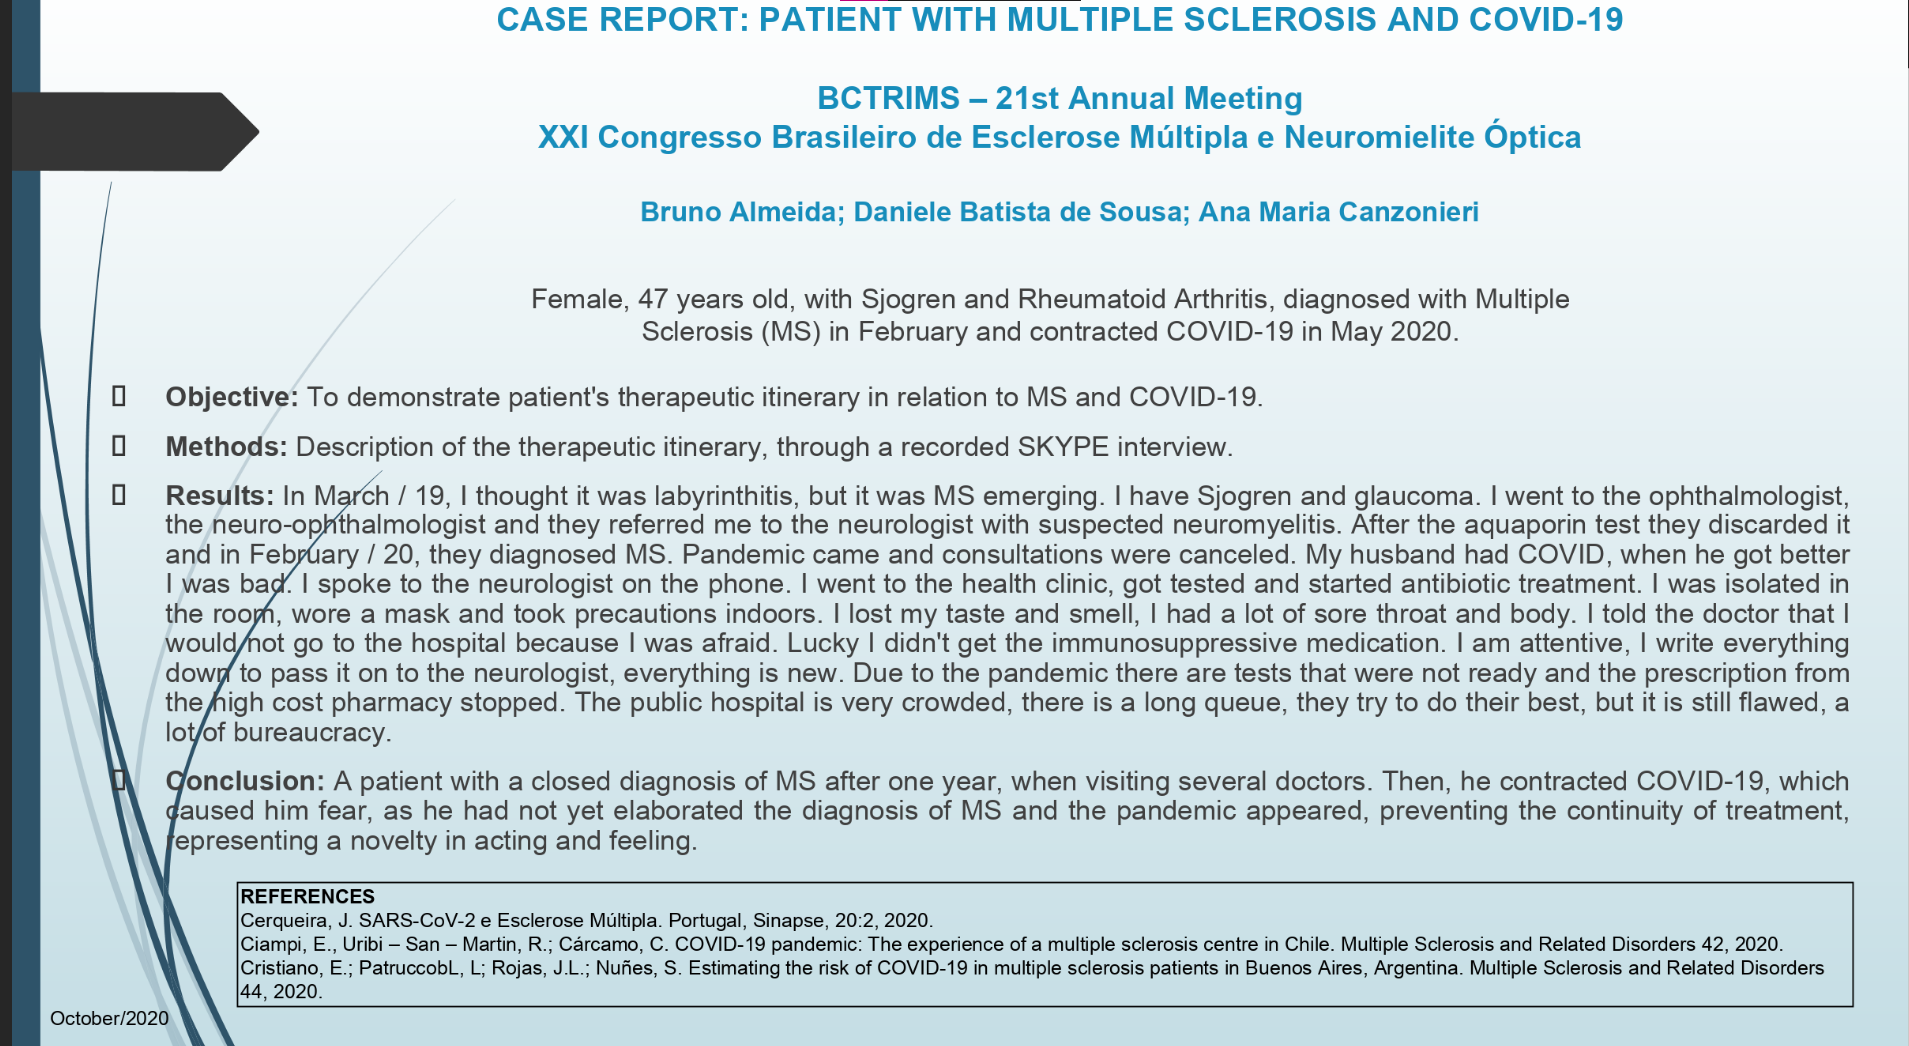 CASE REPORT: PATIENT WITH MULTIPLE SCLEROSIS AND COVID-19
BCTRIMS – 21st Annual Meeting
XXI Congresso Brasileiro de Esclerose Múltipla e Neuromielite Óptica
Bruno Almeida; Daniele Batista de Sousa; Ana Maria Canzonieri
Female, 47 years old, with Sjogren and Rheumatoid Arthritis, diagnosed with Multiple
Sclerosis (MS) in February and contracted COVID-19 in May 2020.
Objective: To demonstrate patient's therapeutic itinerary in relation to MS and COVID-19.
Methods: Description of the therapeutic itinerary, through a recorded SKYPE interview.
Results: In March / 19, I thought it was labyrinthitis, but it was MS emerging. I have Sjogren and glaucoma. I went to the ophthalmologist,
the neuro-ophthalmologist and they referred me to the neurologist with suspected neuromyelitis. After the aquaporin test they discarded it
and in February / 20, they diagnosed MS. Pandemic came and consultations were canceled. My husband had COVID, when he got better
I was bad. I spoke to the neurologist on the phone. I went to the health clinic, got tested and started antibiotic treatment. I was isolated in
the room, wore a mask and took precautions indoors. I lost my taste and smell, I had a lot of sore throat and body. I told the doctor that I
would not go to the hospital because I was afraid. Lucky I didn't get the immunosuppressive medication. I am attentive, I write everything
down to pass it on to the neurologist, everything is new. Due to the pandemic there are tests that were not ready and the prescription from
the high cost pharmacy stopped. The public hospital is very crowded, there is a long queue, they try to do their best, but it is still flawed, a
lot of bureaucracy.
Conclusion: A patient with a closed diagnosis of MS after one year, when visiting several doctors. Then, he contracted COVID-19, which
caused him fear, as he had not yet elaborated the diagnosis of MS and the pandemic appeared, preventing the continuity of treatment,
representing a novelty in acting and feeling.
REFERENCES
Cerqueira, J. SARS-CoV-2 e Esclerose Múltipla. Portugal, Sinapse, 20:2, 2020.
Ciampi, E., Uribi – San – Martin, R.; Cárcamo, C. COVID-19 pandemic: The experience of a multiple sclerosis centre in Chile. Multiple Sclerosis and Related Disorders 42, 2020.
Cristiano, E.; PatruccobL, L; Rojas, J.L.; Nuñes, S. Estimating the risk of COVID-19 in multiple sclerosis patients in Buenos Aires, Argentina. Multiple Sclerosis and Related Disorders
44, 2020.
October/2020